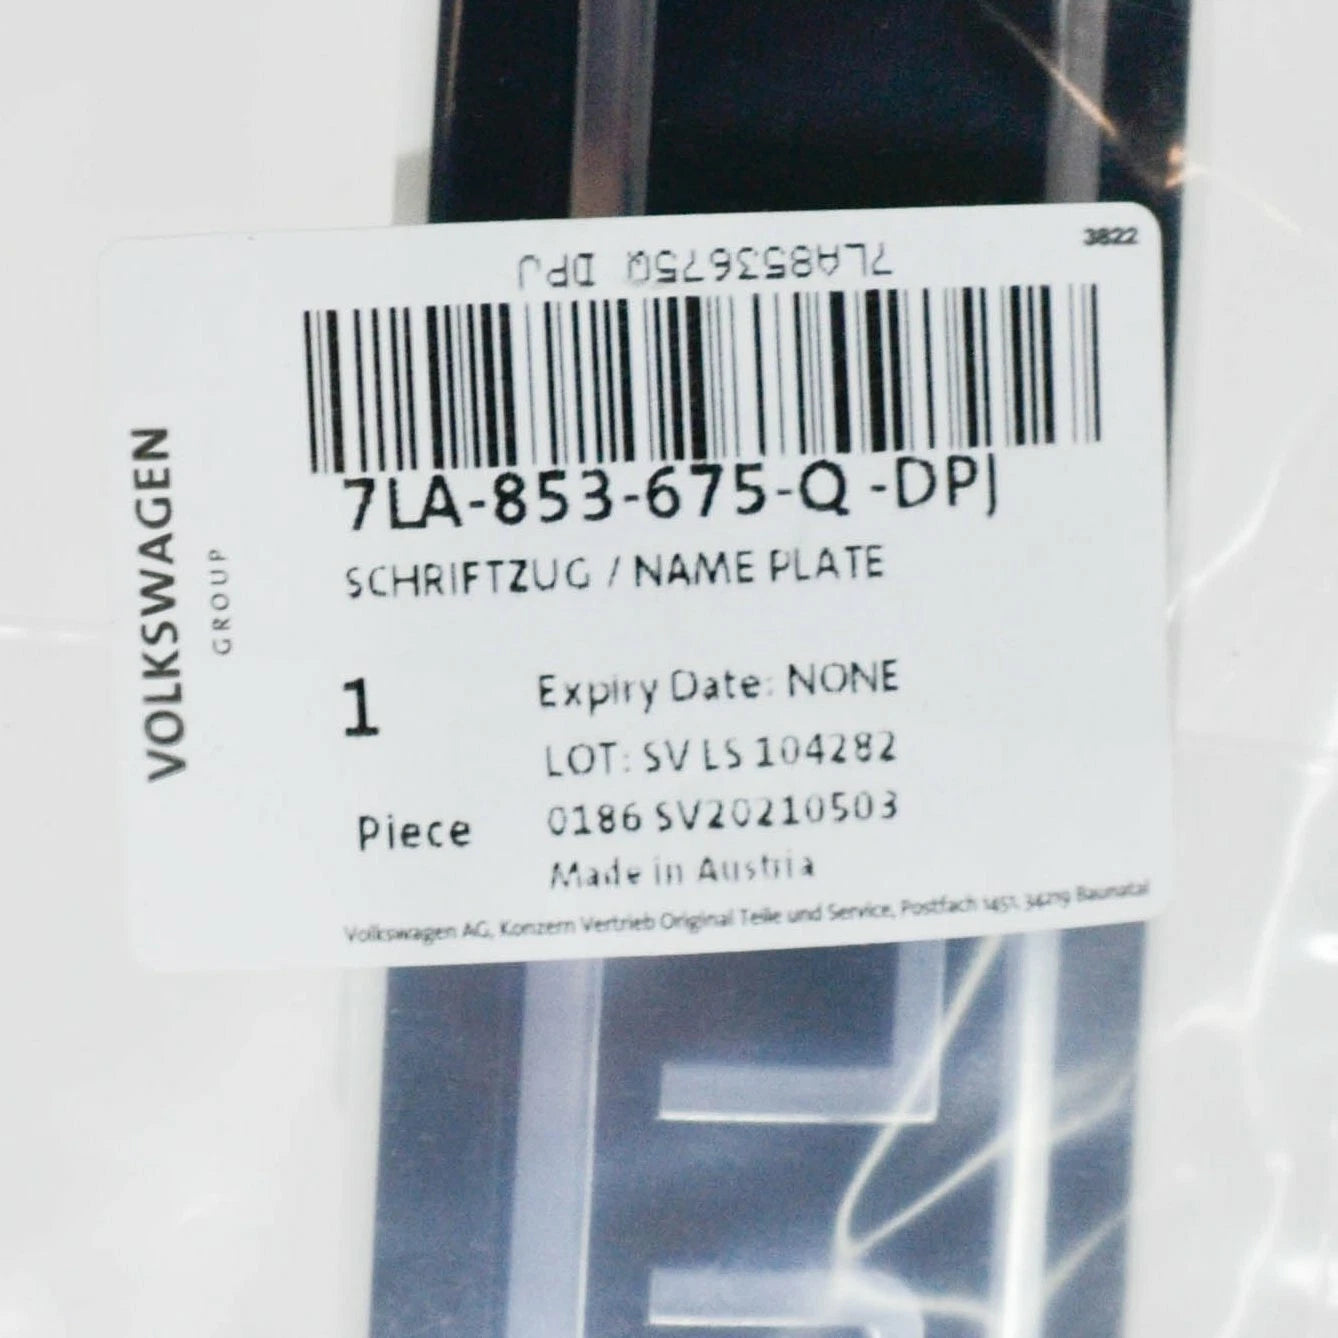 3822
7LA853675Q DPJ
7LA-853-675-Q -DPJ
SCHRIFTZUG / NAME PLATE
1
Expiry Date: NONE
LOT: SV LS 104282
Piece
0186 SV20210503
Made in Austria
Volkswagen AG, Konzern Vertrieb Original Teile und Service, Postfach 1451, 34219 Baunatal
VOLKSWAGEN
GROUP